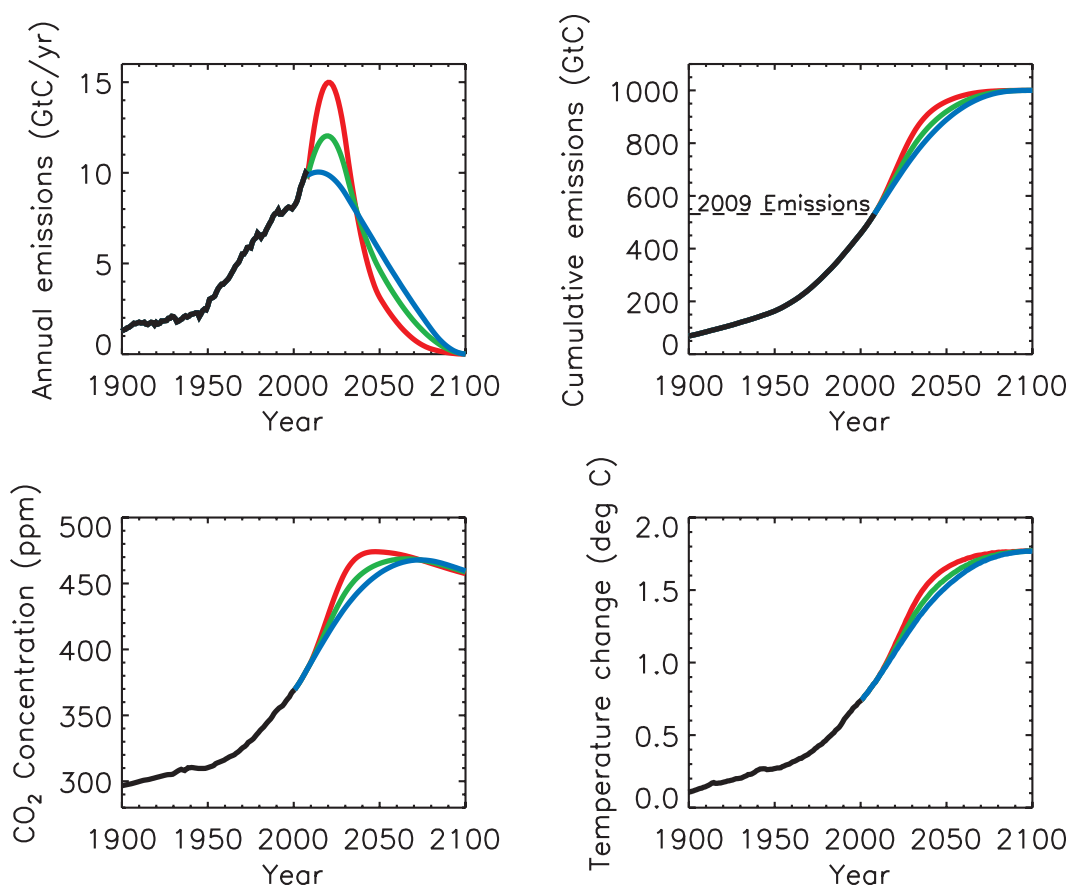 Annual emissions (GtC/yr)
15
10
5
0
1900 1950 2000 2050 2100
Year
Cumulative emissions (GtC)
1000
800
600
400
200
0
2009 Emissions
1900 1950 2000 2050 2100
Year
CO₂ Concentration (ppm)
500
450
400
350
300
1900 1950 2000 2050 2100
Year
Temperature change (deg C)
2.0
1.5
1.0
0.5
0.0
1900 1950 2000 2050 2100
Year